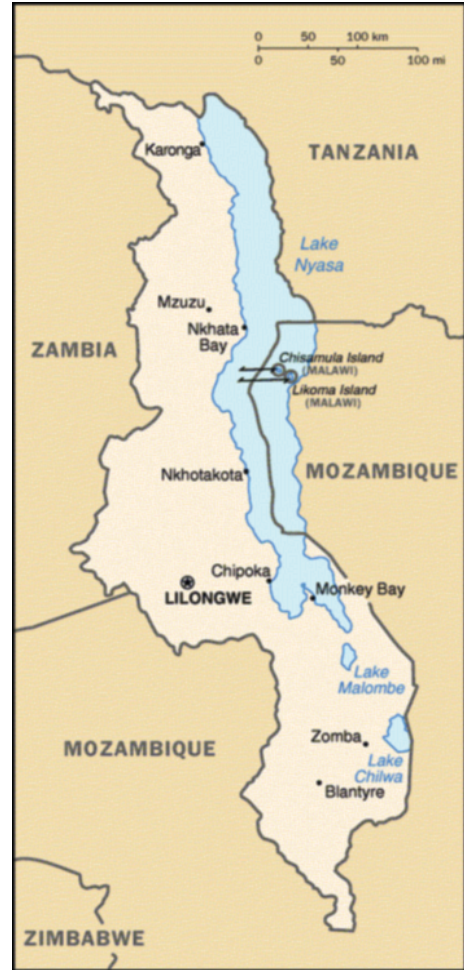 0 50 100 km
0 50 100 mi
Karonga
TANZANIA
Lake
Nyasa
Mzuzu
Nkhata
Bay
ZAMBIA
Chisamula Island
(MALAWI)
Likoma Island
(MALAWI)
Nkhotakota
MOZAMBIQUE
Chipoka
LILONGWE
Monkey Bay
Lake
Malombe
MOZAMBIQUE
Zomba
Lake
Chilwa
Blantyre
ZIMBABWE